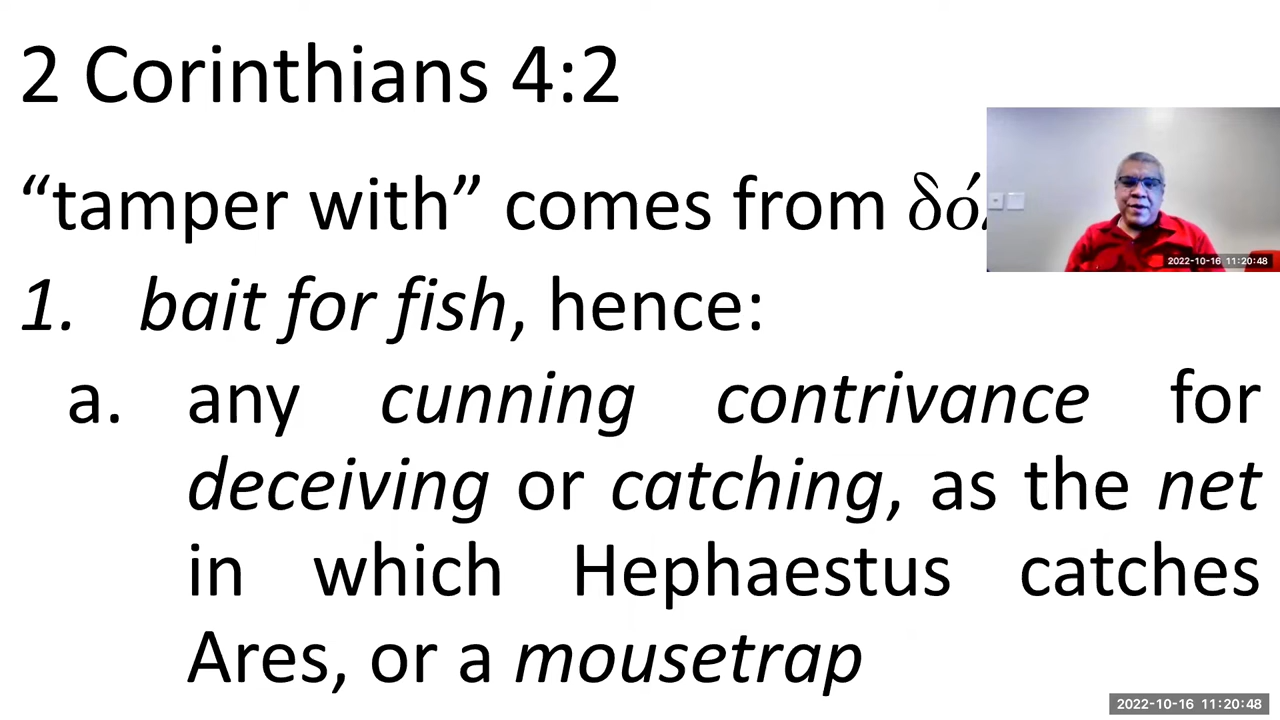 2 Corinthians 4:2
“tamper with” comes from
1. bait for fish, hence:
a. any cunning contrivance for
deceiving or catching, as the net
in which Hephaestus catches
Ares, or a mousetrap
2022-10-16 11:20:48
2022-10-16 11:20:48